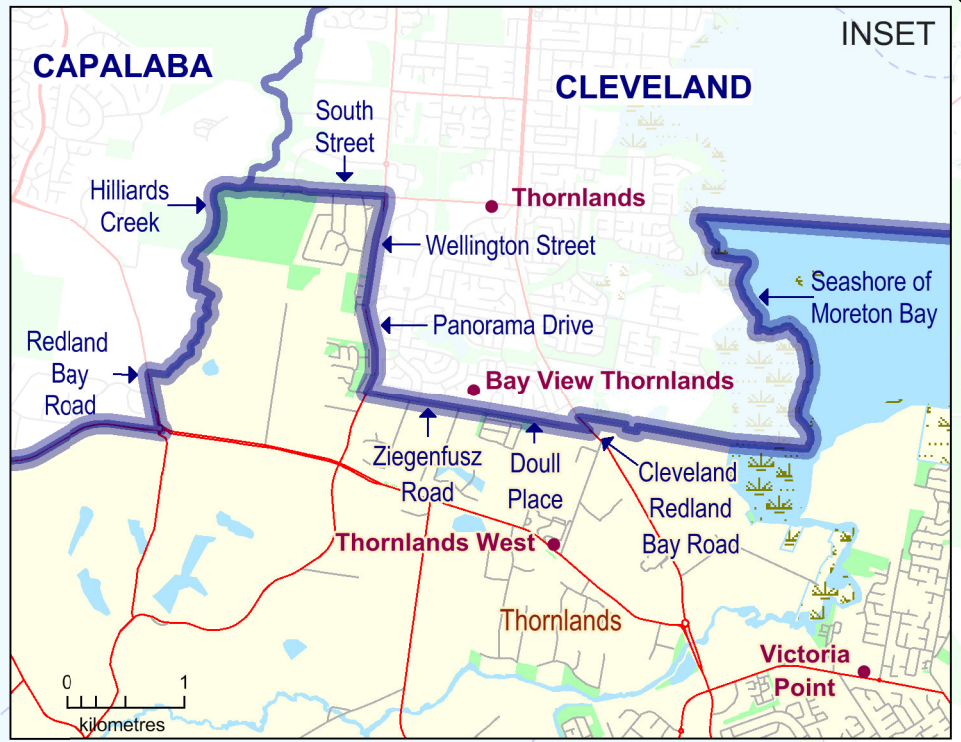 INSET
CAPALABA
CLEVELAND
South
Street
Hilliards
Creek
Thornlands
Wellington Street
Seashore of
Moreton Bay
Panorama Drive
Redland
Bay
Road
Bay View Thornlands
Ziegenfusz
Road
Doull
Place
Cleveland
Redland
Bay Road
Thornlands West
Thornlands
Victoria
Point
0 1
kilometres